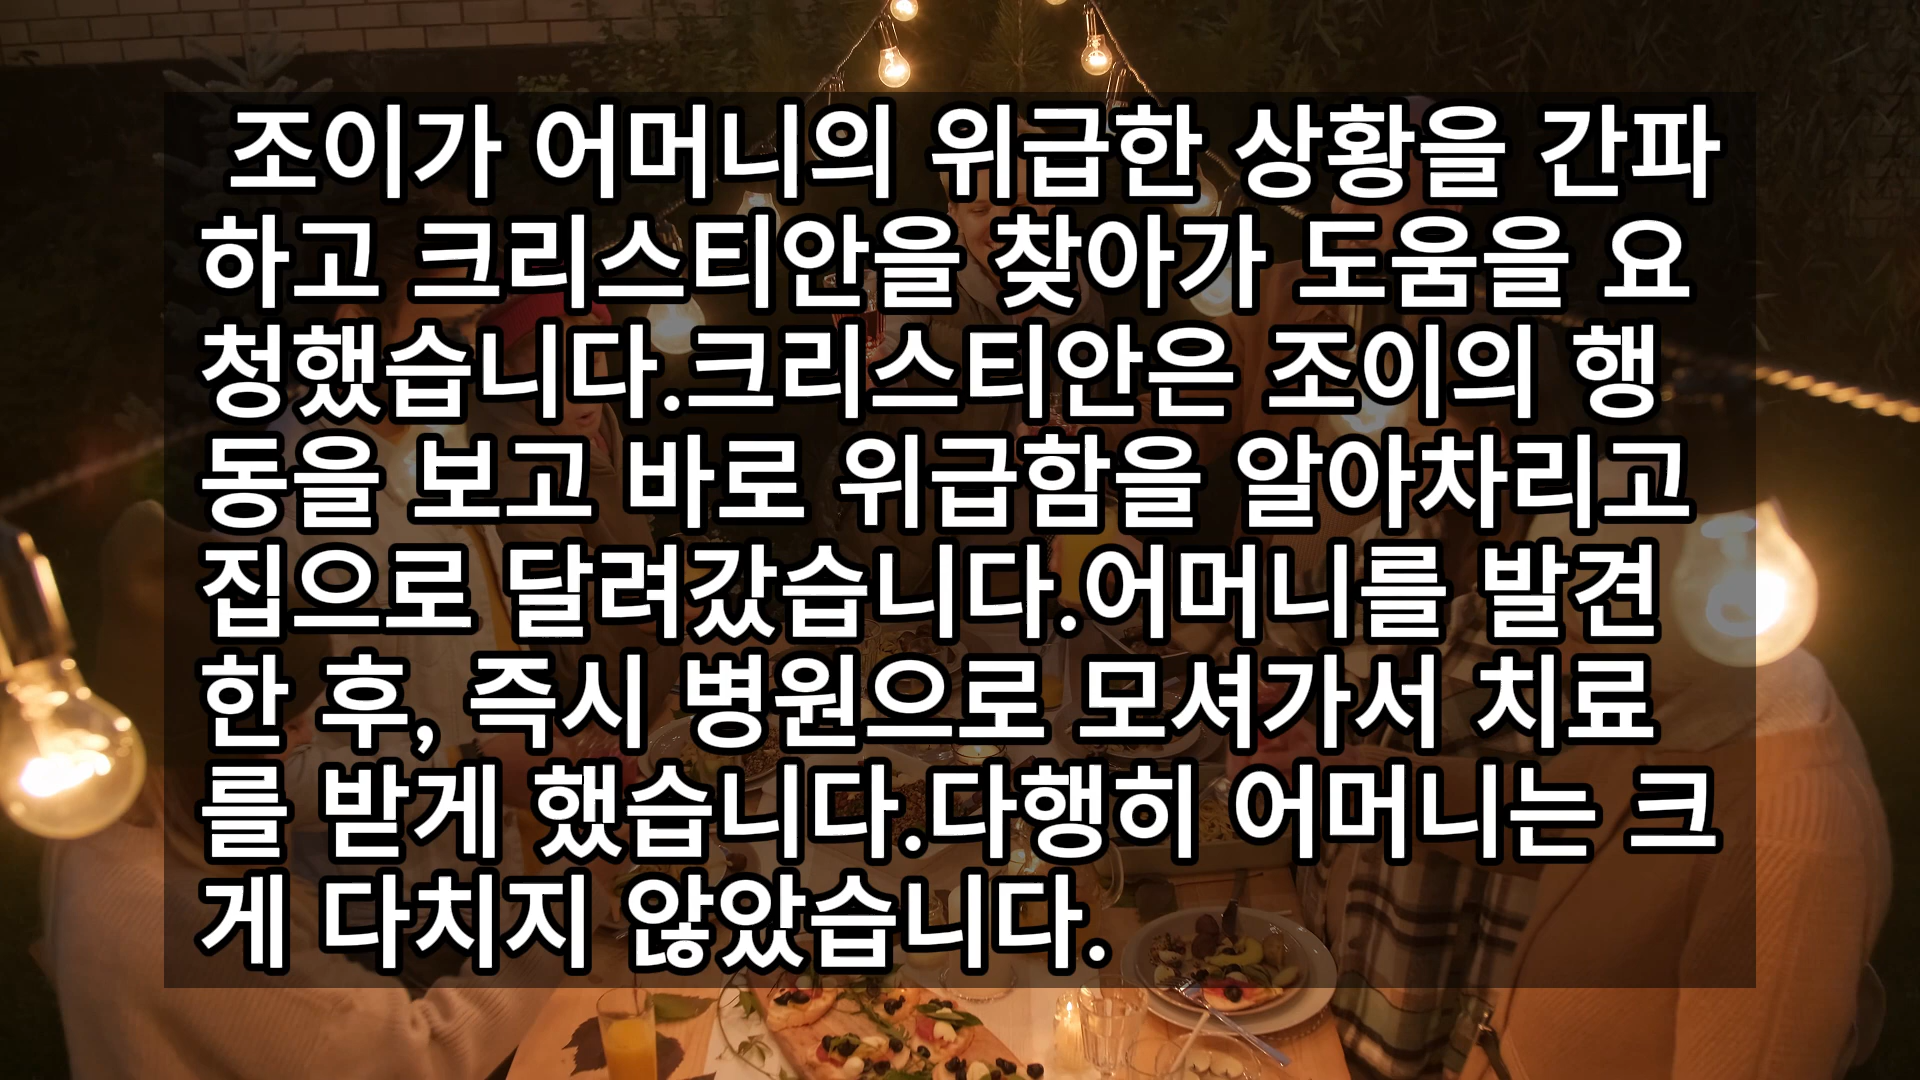 조이가 어머니의 위급한 상황을 간파
하고 크리스티안을 찾아가 도움을 요
청했습니다.크리스티안은 조이의 행
동을 보고 바로 위급함을 알아차리고
집으로 달려갔습니다.어머니를 발견
한 후, 즉시 병원으로 모셔가서 치료
를 받게 했습니다.다행히 어머니는 크
게 다치지 않았습니다.